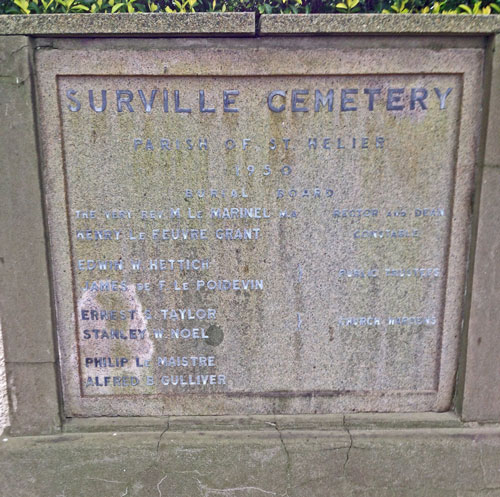 SURVILLE CEMETERY
PARISH OF ST HELIER
1950
BURIAL BOARD
THE VERY REV. M. LE MARINEL M.A. RECTOR AND DEAN
HENRY LE FEUVRE GRANT CONSTABLE
EDWIN H. HETTICH
JAMES DE F. LE POIDEVIN PUBLIC TRUSTEES
ERNEST G. TAYLOR
STANLEY W. NOEL CHURCH WARDENS
PHILIP LE MAISTRE
ALFRED B. GULLIVER